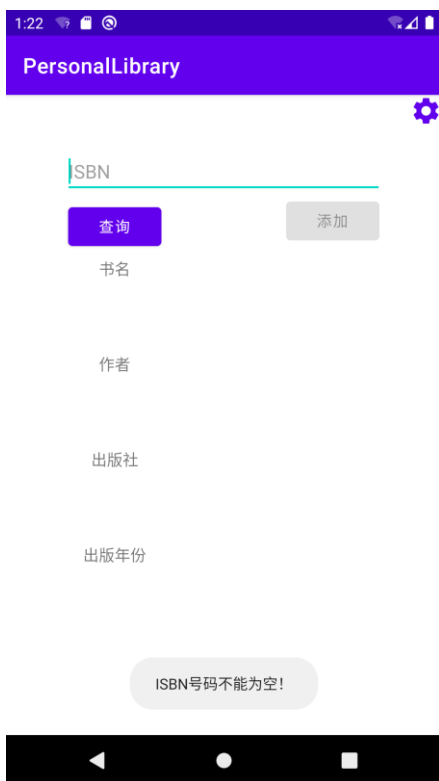 1:22
PersonalLibrary
ISBN
查询
添加
书名
作者
出版社
出版年份
ISBN号码不能为空!